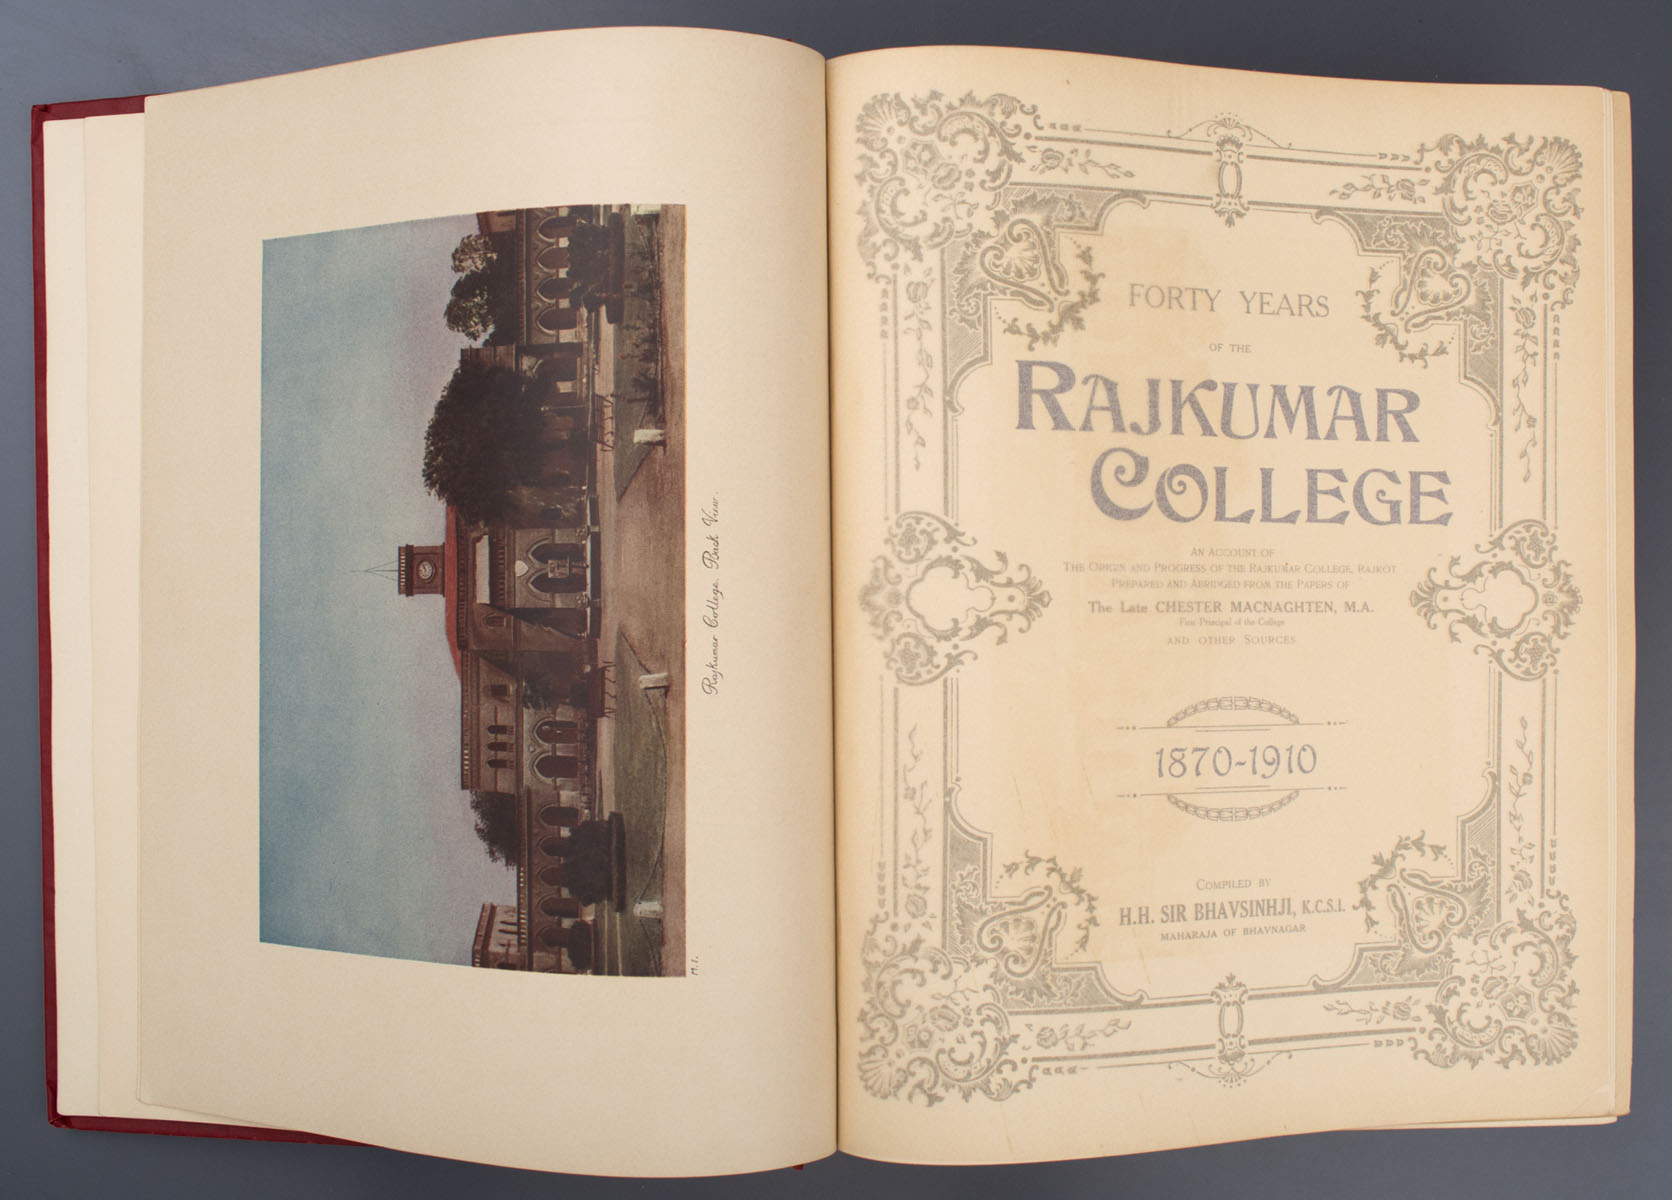 Rajkumar College. Back View.
M.I.
FORTY YEARS
OF THE
RAJKUMAR
COLLEGE
AN ACCOUNT OF
THE ORIGIN AND PROGRESS OF THE RAJKUMAR COLLEGE, RAJKOT
PREPARED AND ABRIDGED FROM THE PAPERS OF
The Late CHESTER MACNAGHTEN, M.A.
First Principal of the College
AND OTHER SOURCES
1870-1910
COMPILED BY
H.H. SIR BHAVSINHJI, K.C.S.I.
MAHARAJA OF BHAVNAGAR